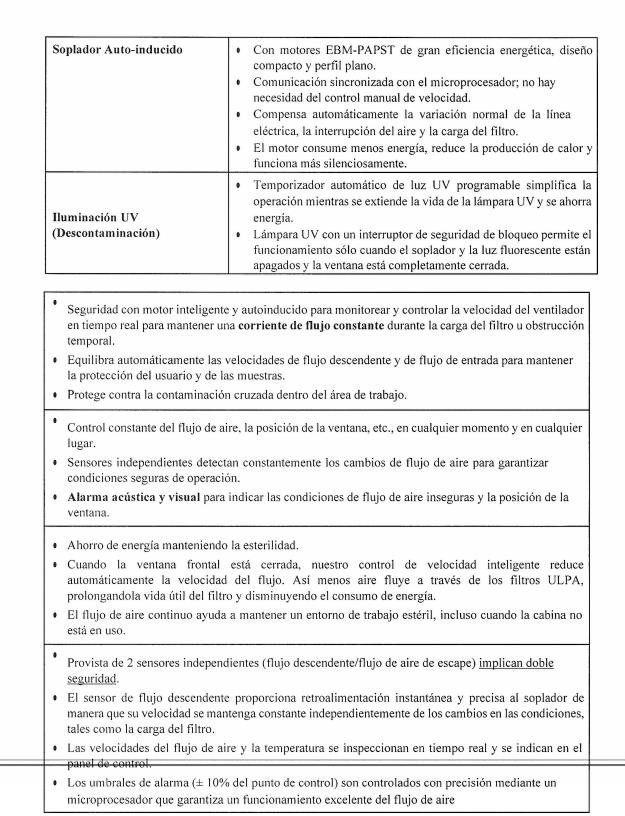 Soplador Auto-inducido
• Con motores EBM-PAPST de gran eficiencia energética, diseño
compacto y perfil plano.
• Comunicación sincronizada con el microprocesador; no hay
necesidad del control manual de velocidad.
• Compensa automáticamente la variación normal de la línea
eléctrica, la interrupción del aire y la carga del filtro.
• El motor consume menos energía, reduce la producción de calor y
funciona más silenciosamente.
Iluminación UV
(Descontaminación)
• Temporizador automático de luz UV programable simplifica la
operación mientras se extiende la vida de la lámpara UV y se ahorra
energía.
• Lámpara UV con un interruptor de seguridad de bloqueo permite el
funcionamiento sólo cuando el soplador y la luz fluorescente están
apagados y la ventana está completamente cerrada.
• Seguridad con motor inteligente y autoinducido para monitorear y controlar la velocidad del ventilador
en tiempo real para mantener una corriente de flujo constante durante la carga del filtro u obstrucción
temporal.
• Equilibra automáticamente las velocidades de flujo descendente y de flujo de entrada para mantener
la protección del usuario y de las muestras.
• Protege contra la contaminación cruzada dentro del área de trabajo.
• Control constante del flujo de aire, la posición de la ventana, etc., en cualquier momento y en cualquier
lugar.
• Sensores independientes detectan constantemente los cambios de flujo de aire para garantizar
condiciones seguras de operación.
• Alarma acústica y visual para indicar las condiciones de flujo de aire inseguras y la posición de la
ventana.
• Ahorro de energía manteniendo la esterilidad.
• Cuando la ventana frontal está cerrada, nuestro control de velocidad inteligente reduce
automáticamente la velocidad del flujo. Así menos aire fluye a través de los filtros ULPA,
prolongandola vida útil del filtro y disminuyendo el consumo de energía.
• El flujo de aire continuo ayuda a mantener un entorno de trabajo estéril, incluso cuando la cabina no
está en uso.
• Provista de 2 sensores independientes (flujo descendente/flujo de aire de escape) implican doble
seguridad.
• El sensor de flujo descendente proporciona retroalimentación instantánea y precisa al soplador de
manera que su velocidad se mantenga constante independientemente de los cambios en las condiciones,
tales como la carga del filtro.
• Las velocidades del flujo de aire y la temperatura se inspeccionan en tiempo real y se indican en el
panel de control.
• Los umbrales de alarma (± 10% del punto de control) son controlados con precisión mediante un
microprocesador que garantiza un funcionamiento excelente del flujo de aire